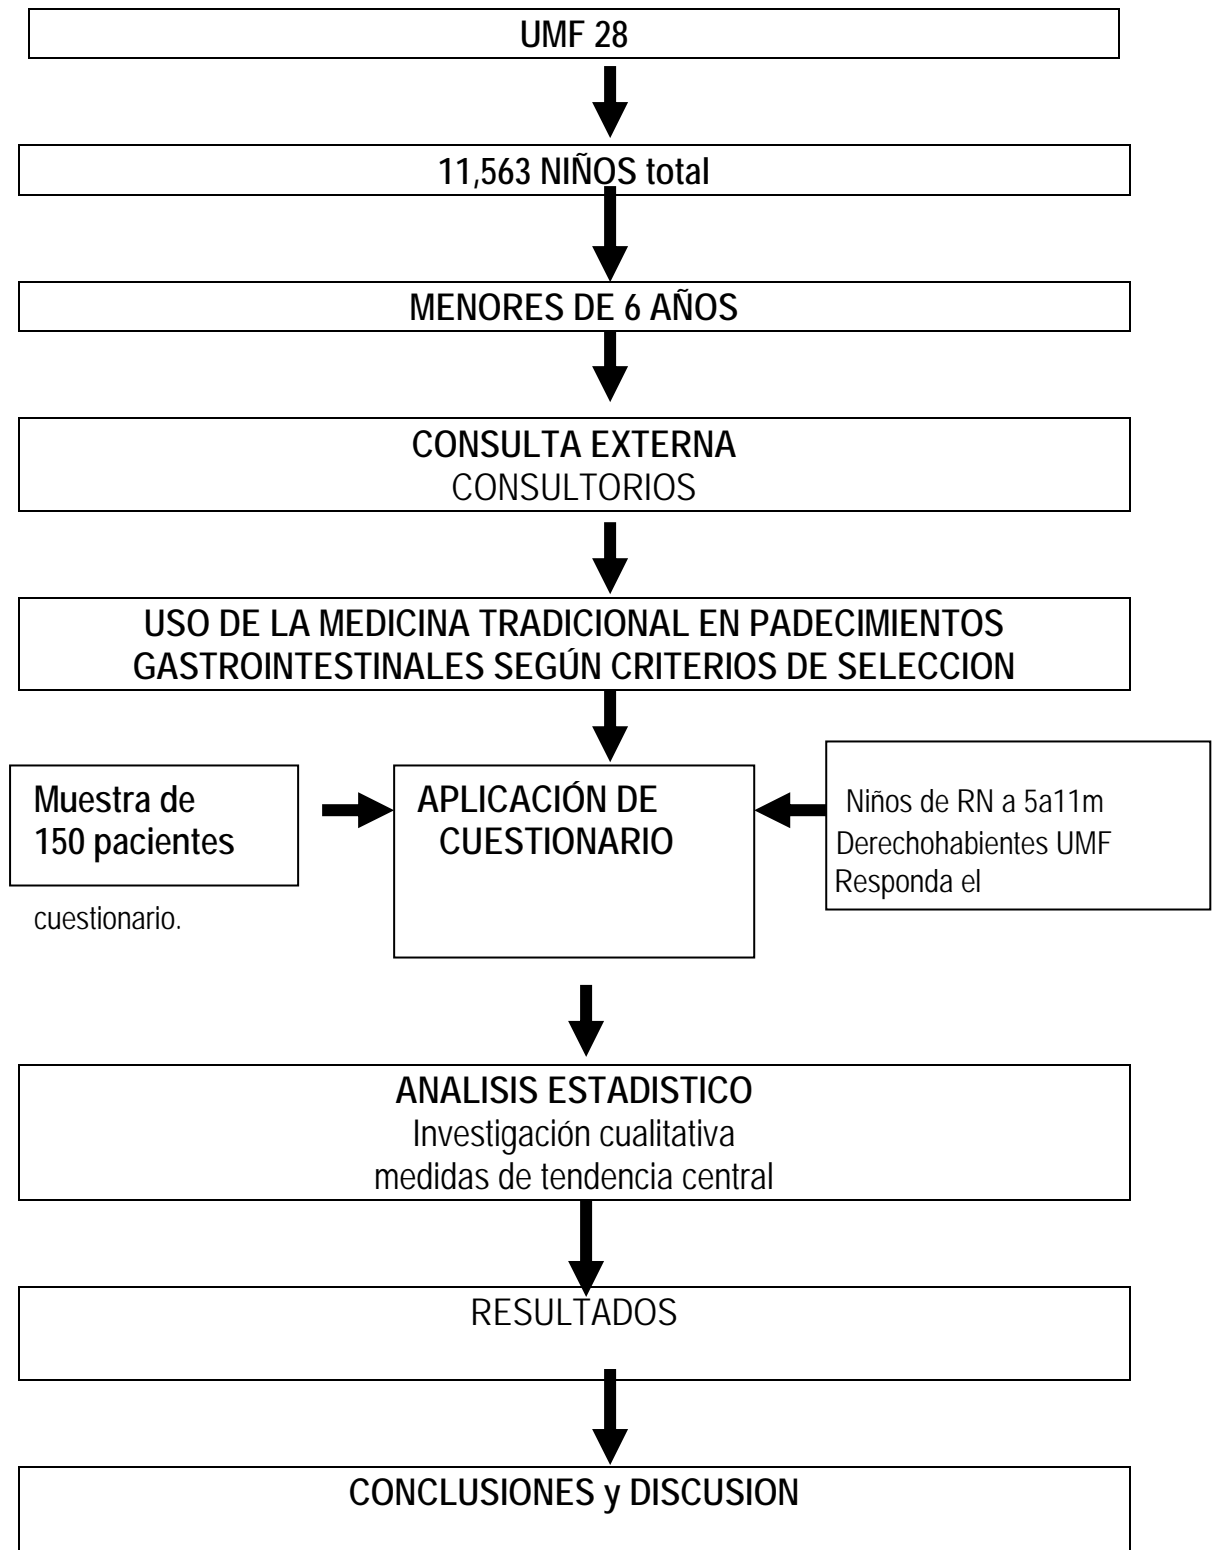 UMF 28
11,563 NIÑOS total
MENORES DE 6 AÑOS
CONSULTA EXTERNA
CONSULTORIOS
USO DE LA MEDICINA TRADICIONAL EN PADECIMIENTOS
GASTROINTESTINALES SEGÚN CRITERIOS DE SELECCION
Muestra de
150 pacientes
APLICACIÓN DE
CUESTIONARIO
Niños de RN a 5a11m
Derechohabientes UMF
Responda el
cuestionario.
ANALISIS ESTADISTICO
Investigación cualitativa
medidas de tendencia central
RESULTADOS
CONCLUSIONES y DISCUSION